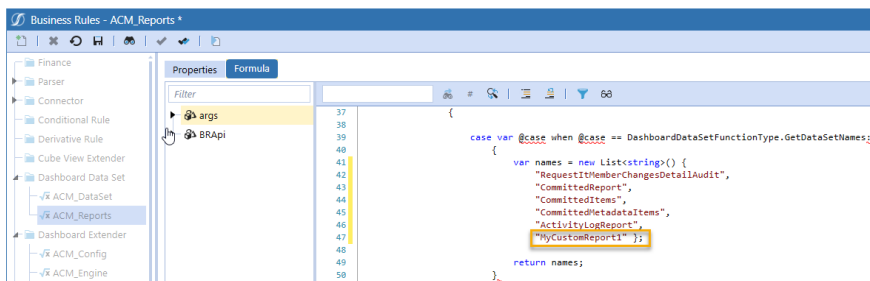 Business Rules - ACM_Reports *
Finance
Parser
Connector
Conditional Rule
Derivative Rule
Cube View Extender
Dashboard Data Set
ACM_DataSet
ACM_Reports
Dashboard Extender
ACM_Config
ACM_Engine
Properties Formula
Filter
args
BRApi
37 {
38
39 case var @case when @case == DashboardDataSetFunctionType.GetDataSetNames:
40 {
41 var names = new List<string>() {
42 "RequestItMemberChangesDetailAudit",
43 "CommittedReport",
44 "CommittedItems",
45 "CommittedMetadataItems",
46 "ActivityLogReport",
47 "MyCustomReport1" };
48
49 return names;
50 }